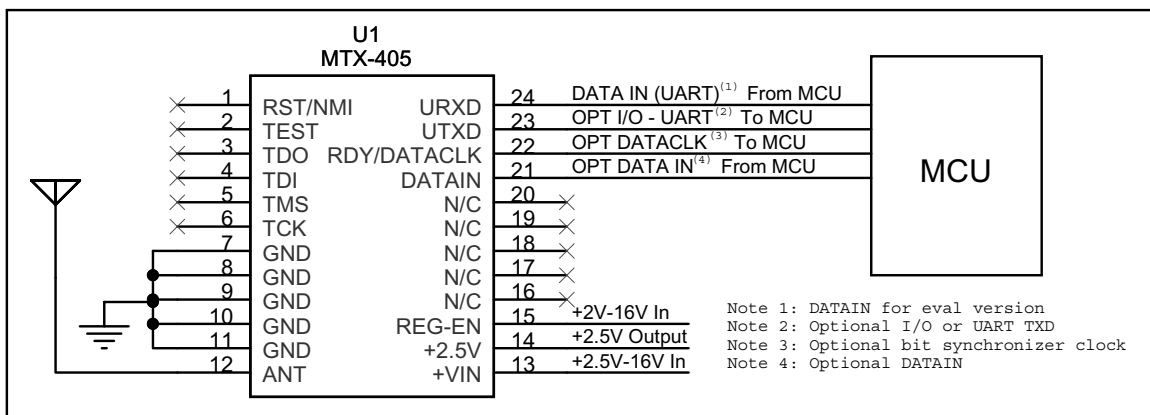 U1
MTX-405
1 RST/NMI URXD 24 DATA IN (UART)(1) From MCU
2 TEST UTXD 23 OPT I/O - UART(2) To MCU
3 TDO RDY/DATACLK 22 OPT DATACLK(3) To MCU
4 TDI DATAIN 21 OPT DATA IN(4) From MCU
5 TMS N/C 20
6 TCK N/C 19
7 GND N/C 18
8 GND N/C 17
9 GND N/C 16
10 GND REG-EN 15 +2V-16V In
11 GND +2.5V 14 +2.5V Output
12 ANT +VIN 13 +2.5V-16V In
MCU
Note 1: DATAIN for eval version
Note 2: Optional I/O or UART TXD
Note 3: Optional bit synchronizer clock
Note 4: Optional DATAIN